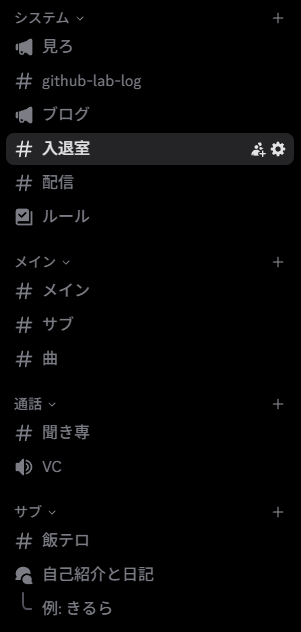 システム
見ろ
github-lab-log
ブログ
入退室
配信
ルール
メイン
メイン
サブ
曲
通話
聞き専
VC
サブ
飯テロ
自己紹介と日記
例: きるら